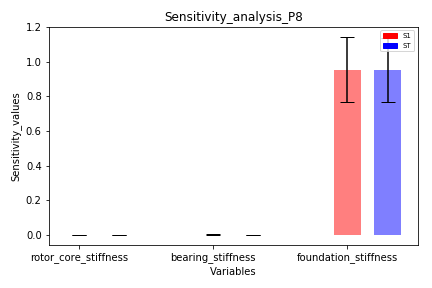 Sensitivity_analysis_P8
S1
ST
1.2
1.0
0.8
0.6
0.4
0.2
0.0
Sensitivity_values
rotor_core_stiffness bearing_stiffness foundation_stiffness
Variables